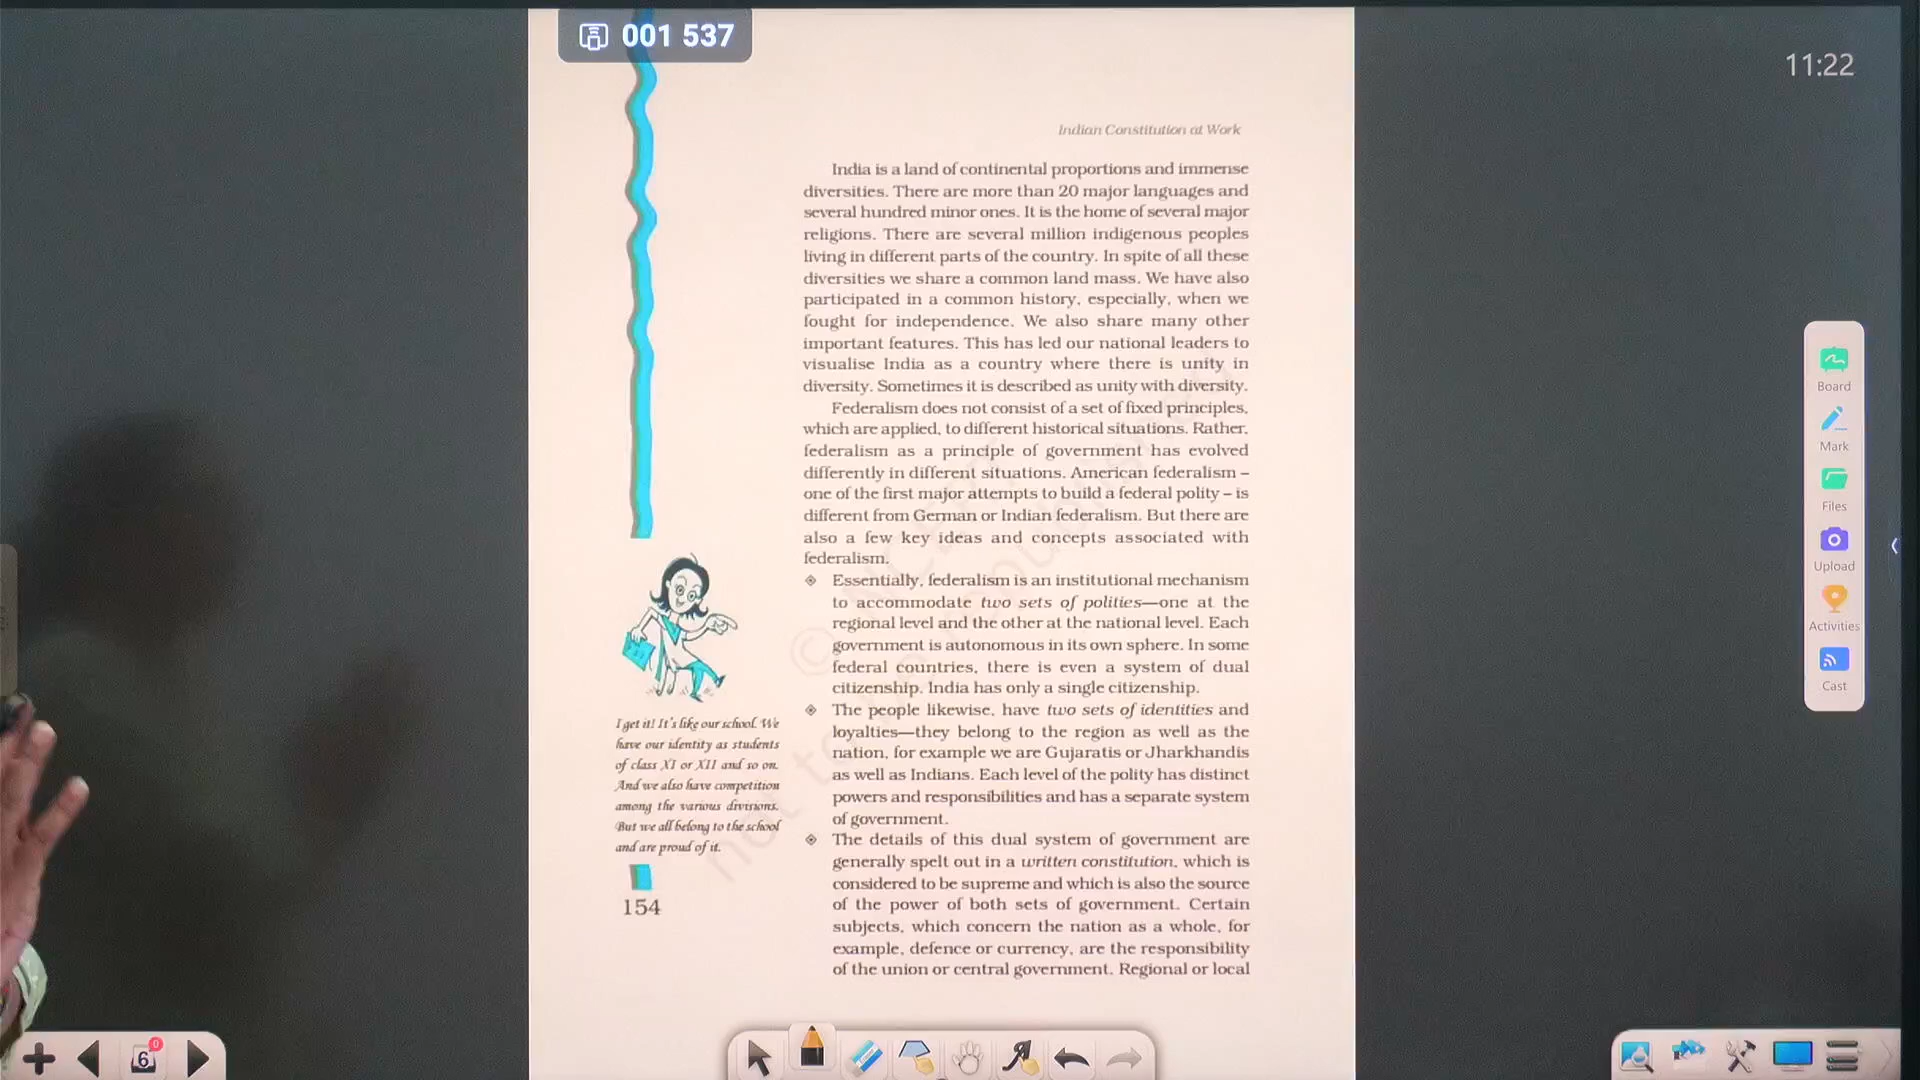 001 537
11:22
Indian Constitution at Work
India is a land of continental proportions and immense
diversities. There are more than 20 major languages and
several hundred minor ones. It is the home of several major
religions. There are several million indigenous peoples
living in different parts of the country. In spite of all these
diversities we share a common land mass. We have also
participated in a common history, especially, when we
fought for independence. We also share many other
important features. This has led our national leaders to
visualise India as a country where there is unity in
diversity. Sometimes it is described as unity with diversity.
Federalism does not consist of a set of fixed principles,
which are applied, to different historical situations. Rather,
federalism as a principle of government has evolved
differently in different situations. American federalism –
one of the first major attempts to build a federal polity – is
different from German or Indian federalism. But there are
also a few key ideas and concepts associated with
federalism.
Essentially, federalism is an institutional mechanism
to accommodate two sets of polities—one at the
regional level and the other at the national level. Each
government is autonomous in its own sphere. In some
federal countries, there is even a system of dual
citizenship. India has only a single citizenship.
The people likewise, have two sets of identities and
loyalties—they belong to the region as well as the
nation, for example we are Gujaratis or Jharkhandis
as well as Indians. Each level of the polity has distinct
powers and responsibilities and has a separate system
of government.
The details of this dual system of government are
generally spelt out in a written constitution, which is
considered to be supreme and which is also the source
of the power of both sets of government. Certain
subjects, which concern the nation as a whole, for
example, defence or currency, are the responsibility
of the union or central government. Regional or local
I get it! It's like our school. We
have our identity as students
of class XI or XII and so on.
And we also have competition
among the various divisions.
But we all belong to the school
and are proud of it.
154
Board
Mark
Files
Upload
Activities
Cast
6
0